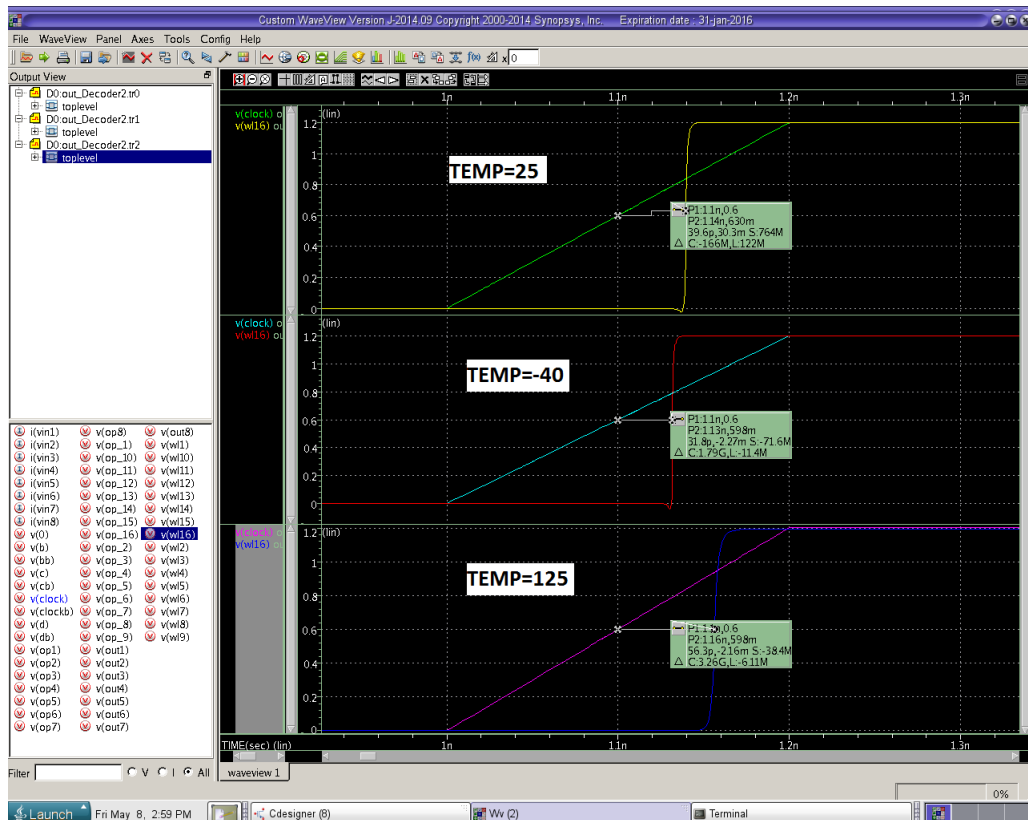 Custom WaveView Version J-2014.09 Copyright 2000-2014 Synopsys, Inc. Expiration date : 31-jan-2016
File WaveView Panel Axes Tools Config Help
x 0
Output View
D0:out_Decoder2.tr0
toplevel
D0:out_Decoder2.tr1
toplevel
D0:out_Decoder2.tr2
toplevel
1n 1.1n 1.2n 1.3n
v(clock) o
v(wl16) ou
(lin)
1.2
1
0.8
0.6
0.4
0.2
0
TEMP=25
P1:1.1n,0.6
P2:1.14n,630m
39.6p,30.3m S:764M
C:-166M,L:122M
v(clock) o
v(wl16) ou
(lin)
1.2
1
0.8
0.6
0.4
0.2
0
TEMP=-40
P1:1.1n,0.6
P2:1.13n,598m
31.8p,-2.27m S:-71.6M
C:1.79G,L:-11.4M
v(clock) o
v(wl16) ou
(lin)
1.2
1
0.8
0.6
0.4
0.2
0
TEMP=125
P1:1.1n,0.6
P2:1.16n,598m
56.3p,-2.16m S:-38.4M
C:3.26G,L:-6.11M
TIME(sec) (lin) 1n 1.1n 1.2n 1.3n
i(vin1) v(op8) v(out8)
i(vin2) v(op_1) v(wl1)
i(vin3) v(op_10) v(wl10)
i(vin4) v(op_11) v(wl11)
i(vin5) v(op_12) v(wl12)
i(vin6) v(op_13) v(wl13)
i(vin7) v(op_14) v(wl14)
i(vin8) v(op_15) v(wl15)
v(0) v(op_16) v(wl16)
v(b) v(op_2) v(wl2)
v(bb) v(op_3) v(wl3)
v(c) v(op_4) v(wl4)
v(cb) v(op_5) v(wl5)
v(clock) v(op_6) v(wl6)
v(clockb) v(op_7) v(wl7)
v(d) v(op_8) v(wl8)
v(db) v(op_9) v(wl9)
v(op1) v(out1)
v(op2) v(out2)
v(op3) v(out3)
v(op4) v(out4)
v(op5) v(out5)
v(op6) v(out6)
v(op7) v(out7)
Filter V I All
waveview 1
0%
Launch Fri May 8, 2:59 PM Cdesigner (8) Wv (2) Terminal